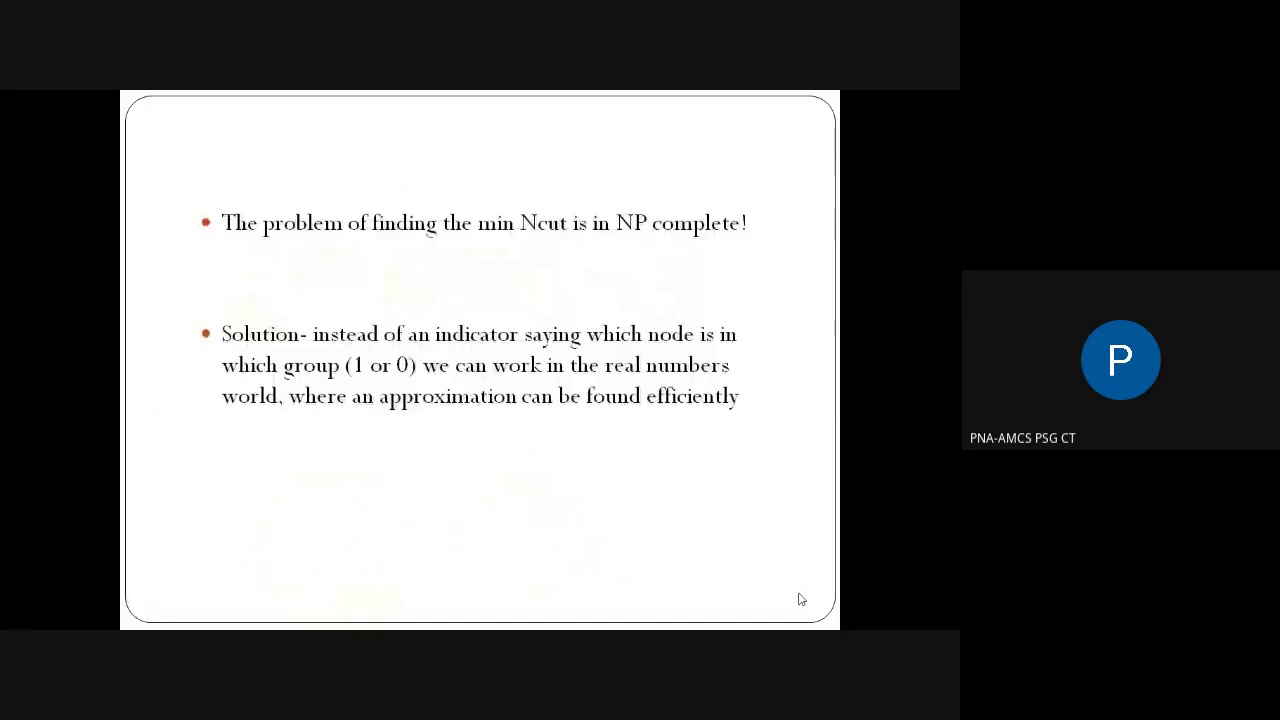 The problem of finding the min Ncut is in NP complete!
Solution- instead of an indicator saying which node is in
which group (1 or 0) we can work in the real numbers
world, where an approximation can be found efficiently
P
PNA-AMCS PSG CT